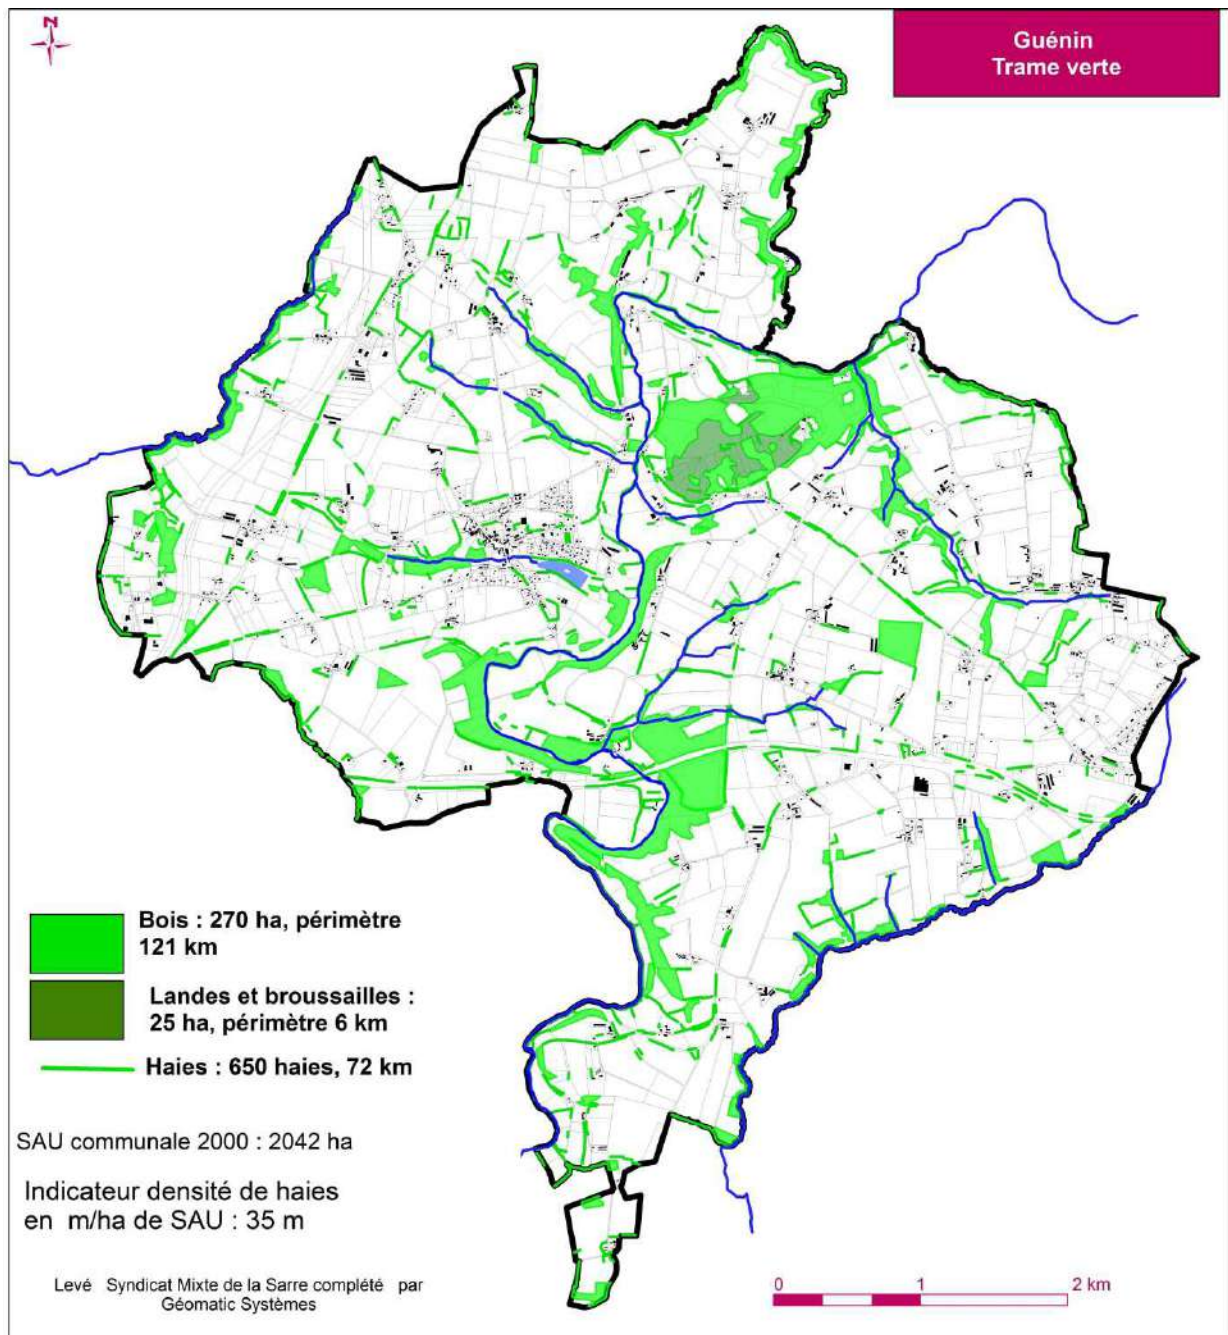 N
Guénin
Trame verte
Bois : 270 ha, périmètre
121 km
Landes et broussailles :
25 ha, périmètre 6 km
Haies : 650 haies, 72 km
SAU communale 2000 : 2042 ha
Indicateur densité de haies
en m/ha de SAU : 35 m
Levé Syndicat Mixte de la Sarre complété par
Géomatic Systèmes
0 1 2 km